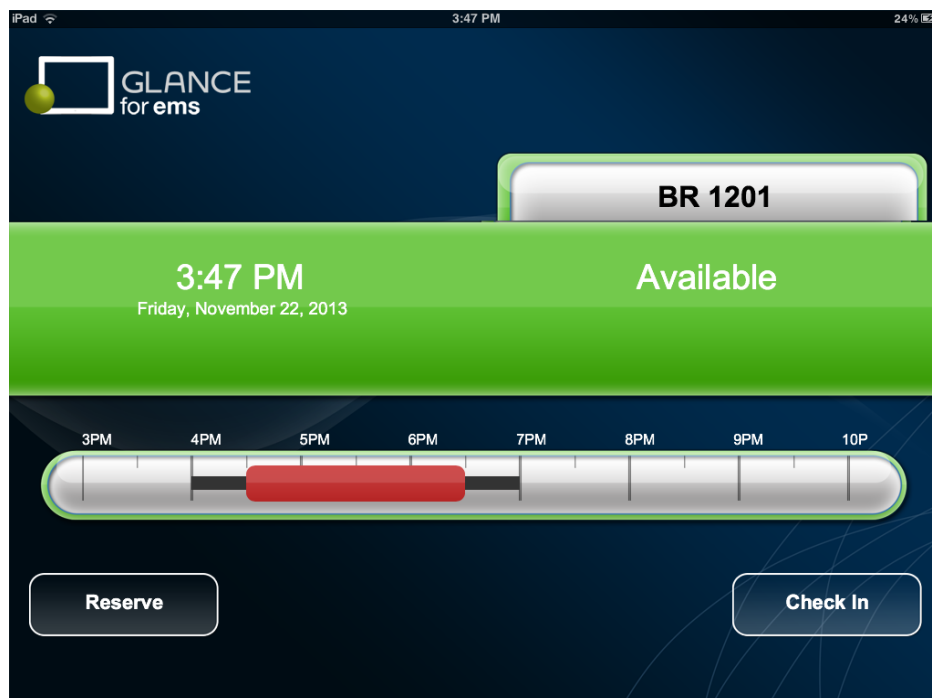 iPad 3:47 PM 24%
GLANCE
for ems
BR 1201
3:47 PM Available
Friday, November 22, 2013
3PM 4PM 5PM 6PM 7PM 8PM 9PM 10P
Reserve Check In